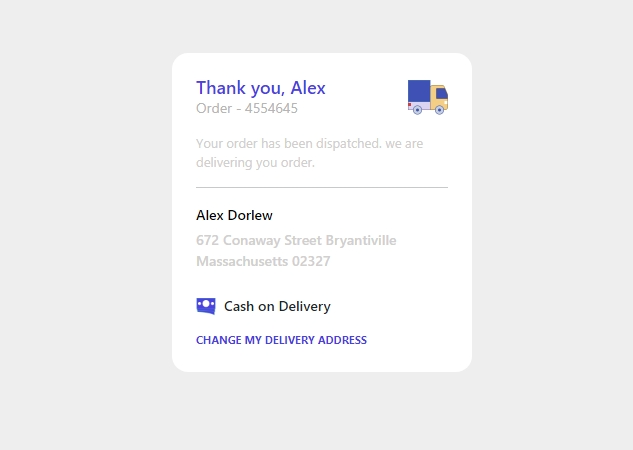 Thank you, Alex
Order - 4554645
Your order has been dispatched. we are
delivering you order.
Alex Dorlew
672 Conaway Street Bryantiville
Massachusetts 02327
Cash on Delivery
CHANGE MY DELIVERY ADDRESS